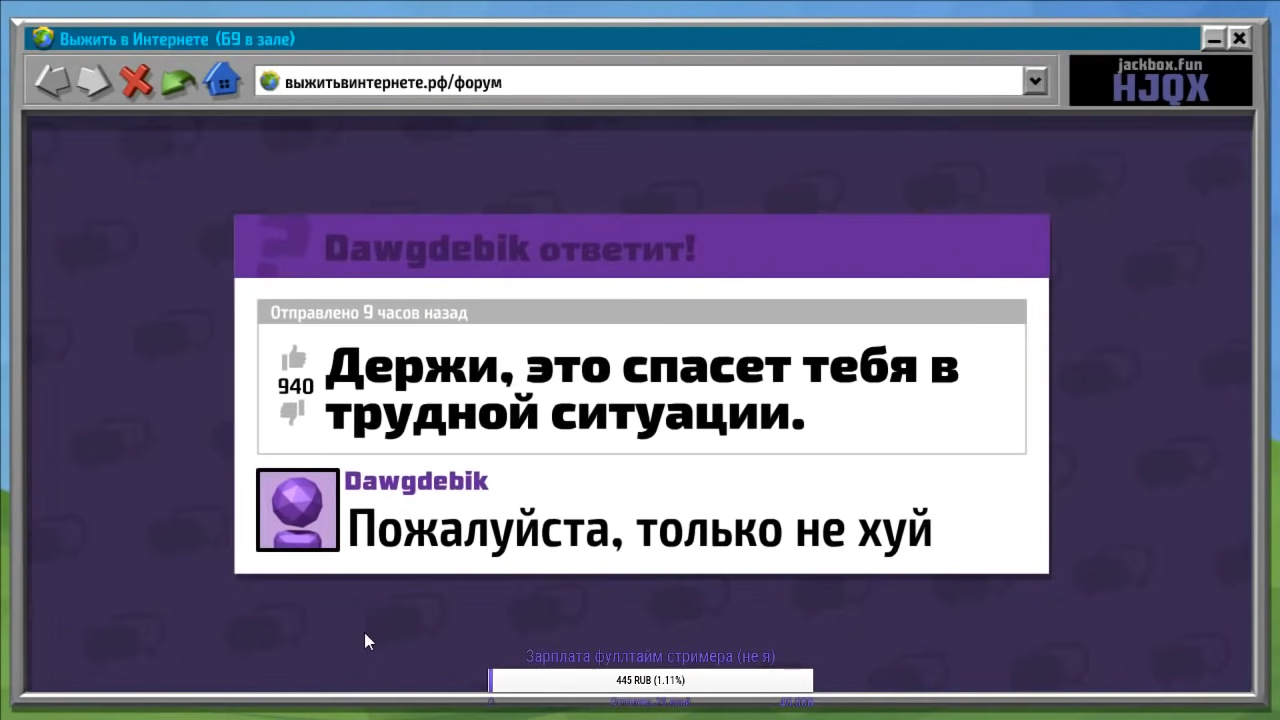 Выжить в Интернете (69 в зале)
jackbox.fun
выжитьвинтернете.рф/форум
HJQX
Dawgdebik ответит!
Отправлено 9 часов назад
Держи, это спасет тебя в
940
трудной ситуации.
Dawgdebik
Пожалуйста, только не хуй
Зарплата фуллтайм стримера (не я)
445 RUB (1.11%)